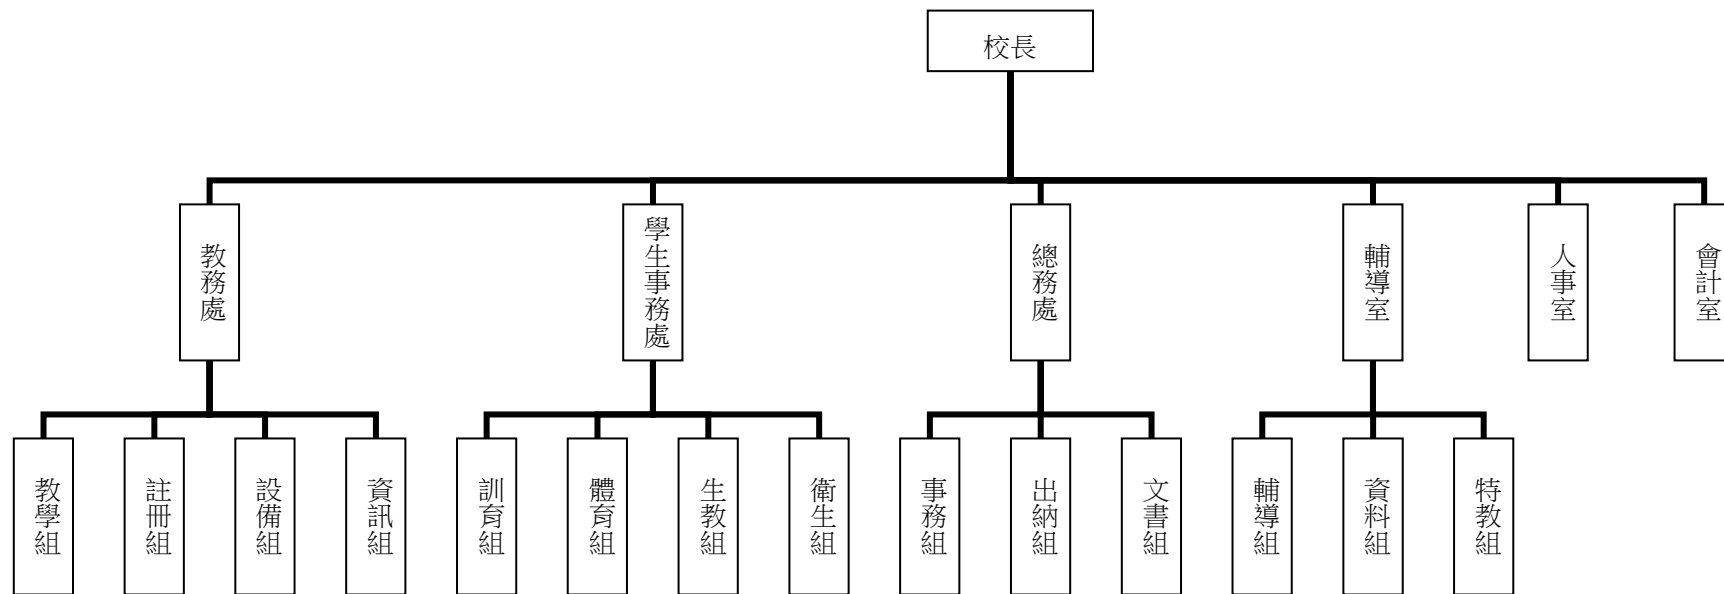 校長
教務處
學生事務處
總務處
輔導室
人事室
會計室
教學組
註冊組
設備組
資訊組
訓育組
體育組
生教組
衛生組
事務組
出納組
文書組
輔導組
資料組
特教組